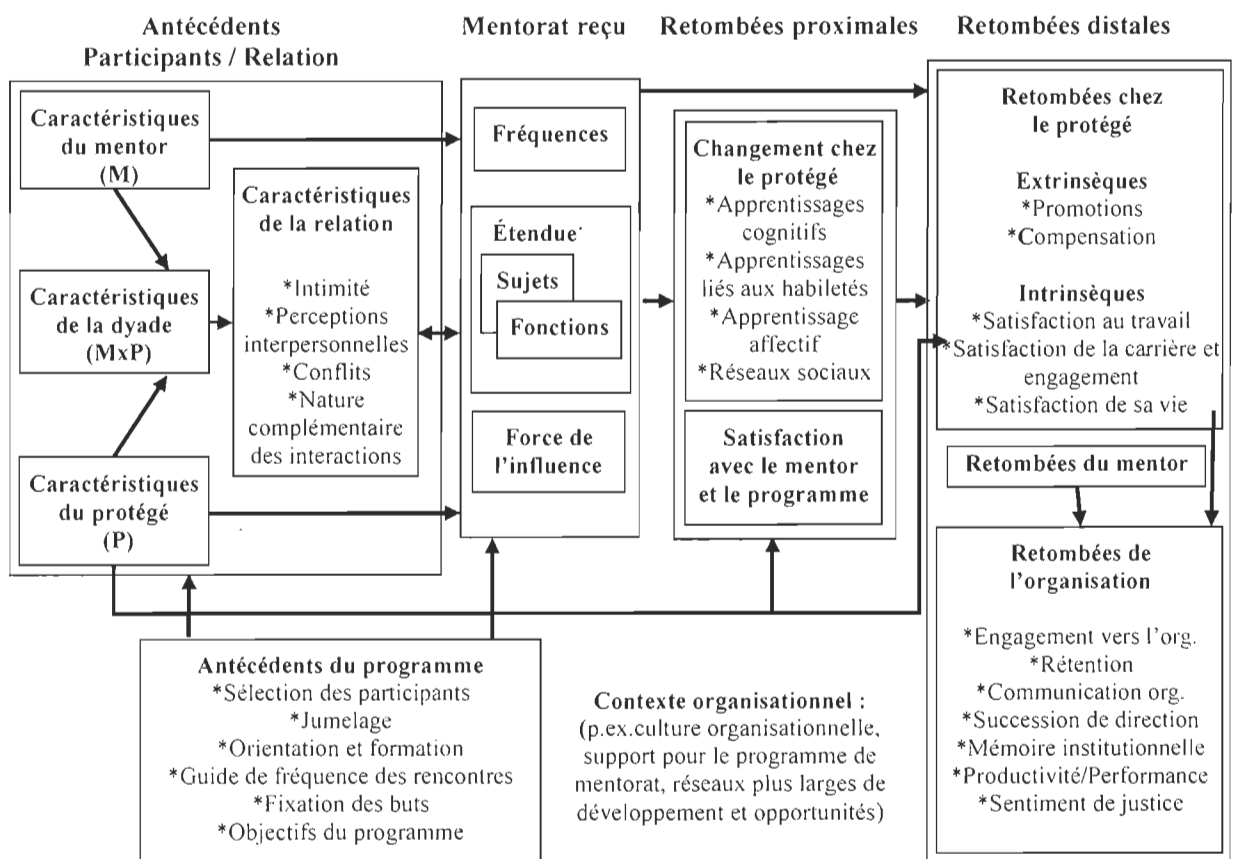 Antécédents
Participants / Relation
Mentorat reçu
Retombées proximales
Retombées distales
Caractéristiques
du mentor
(M)
Caractéristiques
de la dyade
(MxP)
Caractéristiques
du protégé
(P)
Caractéristiques
de la relation
*Intimité
*Perceptions
interpersonnelles
*Conflits
*Nature
complémentaire
des interactions
Fréquences
Étendue
Sujets
Fonctions
Force de
l'influence
Changement chez
le protégé
*Apprentissages
cognitifs
*Apprentissages
liés aux habiletés
*Apprentissage
affectif
*Réseaux sociaux
Satisfaction
avec le mentor
et le programme
Retombées chez
le protégé
Extrinsèques
*Promotions
*Compensation
Intrinsèques
*Satisfaction au travail
*Satisfaction de la carrière et
engagement
*Satisfaction de sa vie
Retombées du mentor
Retombées de
l'organisation
*Engagement vers l'org.
*Rétention
*Communication org.
*Succession de direction
*Mémoire institutionnelle
*Productivité/Performance
*Sentiment de justice
Antécédents du programme
*Sélection des participants
*Jumelage
*Orientation et formation
*Guide de fréquence des rencontres
*Fixation des buts
*Objectifs du programme
Contexte organisationnel :
(p.ex.culture organisationnelle,
support pour le programme de
mentorat, réseaux plus larges de
développement et opportunités)